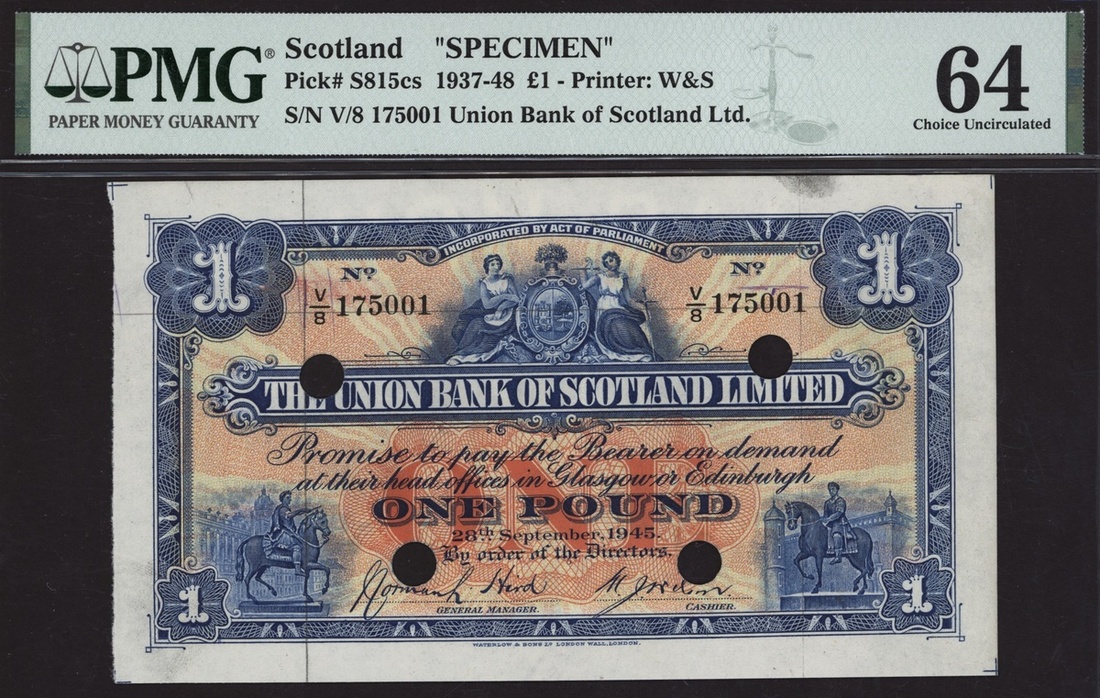 PMG®
PAPER MONEY GUARANTY
Scotland "SPECIMEN"
Pick# S815cs 1937-48 £1 - Printer: W&S
S/N V/8 175001 Union Bank of Scotland Ltd.
64
Choice Uncirculated
INCORPORATED BY ACT OF PARLIAMENT
1
1
No No
V/8 175001 V/8 175001
THE UNION BANK OF SCOTLAND LIMITED
Promise to pay the Bearer on demand
at their head offices in Glasgow or Edinburgh
ONE
ONE POUND
28th September, 1945.
By order of the Directors.
GENERAL MANAGER. CASHIER.
1
1
WATERLOW & SONS LD LONDON WALL, LONDON.